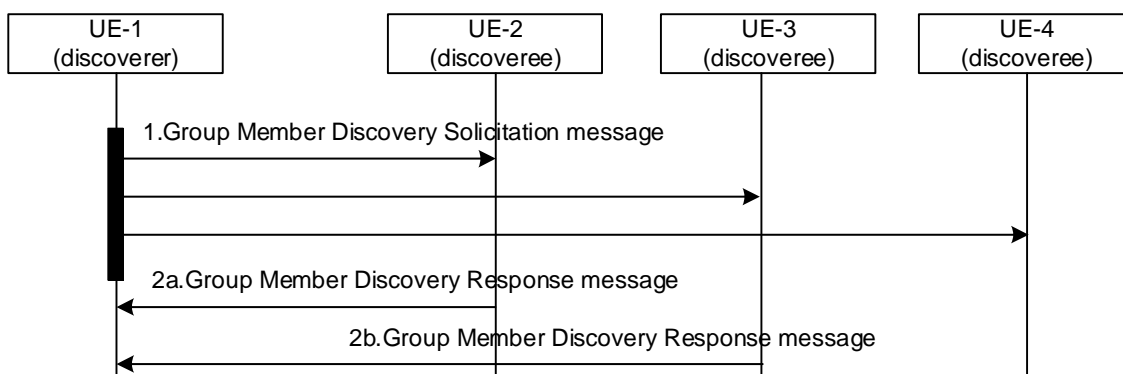 UE-1
(discoverer)
UE-2
(discoveree)
UE-3
(discoveree)
UE-4
(discoveree)
1.Group Member Discovery Solicitation message
2a.Group Member Discovery Response message
2b.Group Member Discovery Response message